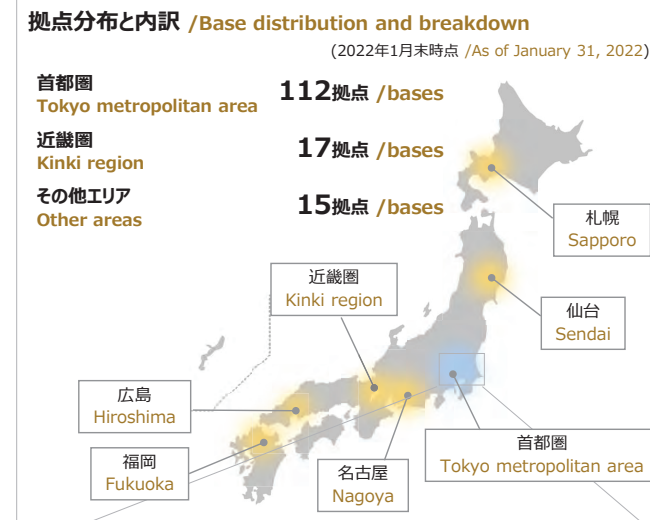 拠点分布と内訳 /Base distribution and breakdown
(2022年1月末時点 /As of January 31, 2022)
首都圏
Tokyo metropolitan area
112拠点 /bases
近畿圏
Kinki region
17拠点 /bases
その他エリア
Other areas
15拠点 /bases
札幌
Sapporo
近畿圏
Kinki region
仙台
Sendai
広島
Hiroshima
首都圏
Tokyo metropolitan area
福岡
Fukuoka
名古屋
Nagoya